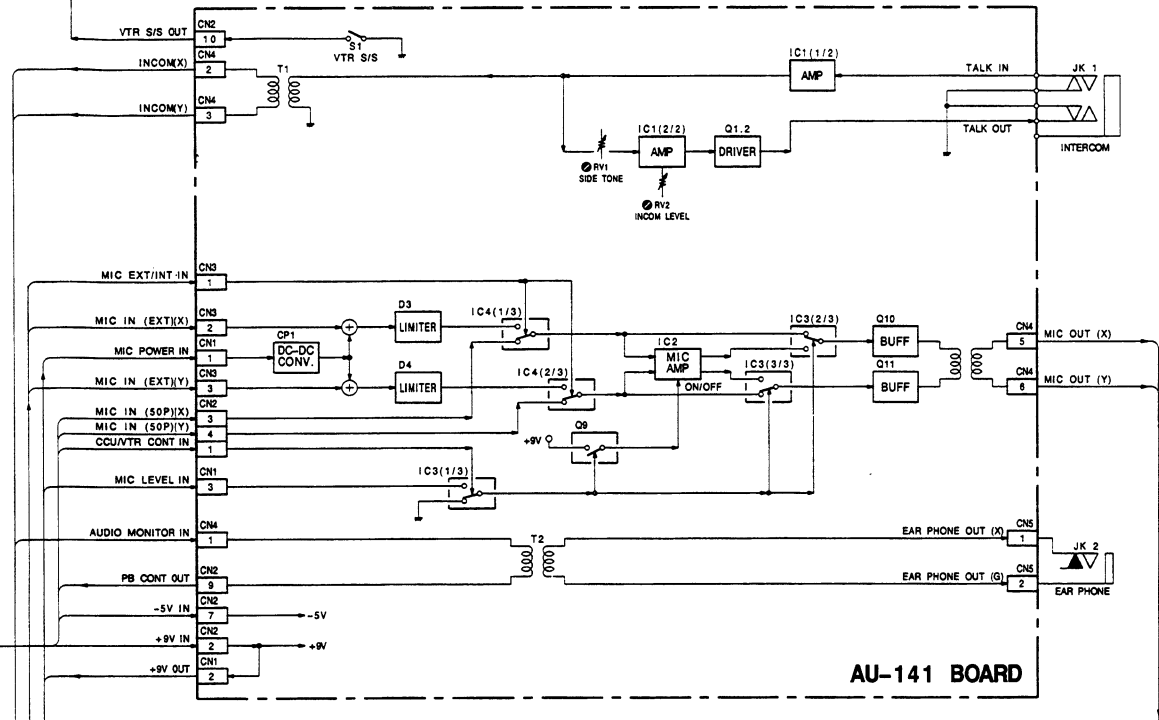 CN2
VTR S/S OUT
10
S1
VTR S/S
CN4
INCOM(X)
2
T1
CN4
INCOM(Y)
3
IC1(1/2)
AMP
TALK IN
JK 1
TALK OUT
INTERCOM
IC1(2/2)
AMP
Q1.2
DRIVER
RV1
SIDE TONE
RV2
INCOM LEVEL
CN3
MIC EXT/INT IN
1
CN3
MIC IN (EXT)(X)
2
D3
LIMITER
IC4(1/3)
CN1
MIC POWER IN
1
CP1
DC-DC
CONV.
CN3
MIC IN (EXT)(Y)
3
D4
LIMITER
IC4(2/3)
IC2
MIC
AMP
ON/OFF
IC3(2/3)
IC3(3/3)
Q10
BUFF
Q11
BUFF
CN4
5
MIC OUT (X)
CN4
6
MIC OUT (Y)
CN2
MIC IN (50P)(X)
3
MIC IN (50P)(Y)
4
CCU/VTR CONT IN
1
Q9
+9V
IC3(1/3)
CN1
MIC LEVEL IN
3
CN4
AUDIO MONITOR IN
1
T2
EAR PHONE OUT (X)
CN5
1
JK 2
CN2
PB CONT OUT
9
EAR PHONE OUT (G)
CN5
2
EAR PHONE
CN2
-5V IN
7
-5V
CN2
+9V IN
2
+9V
CN1
+9V OUT
2
AU-141 BOARD